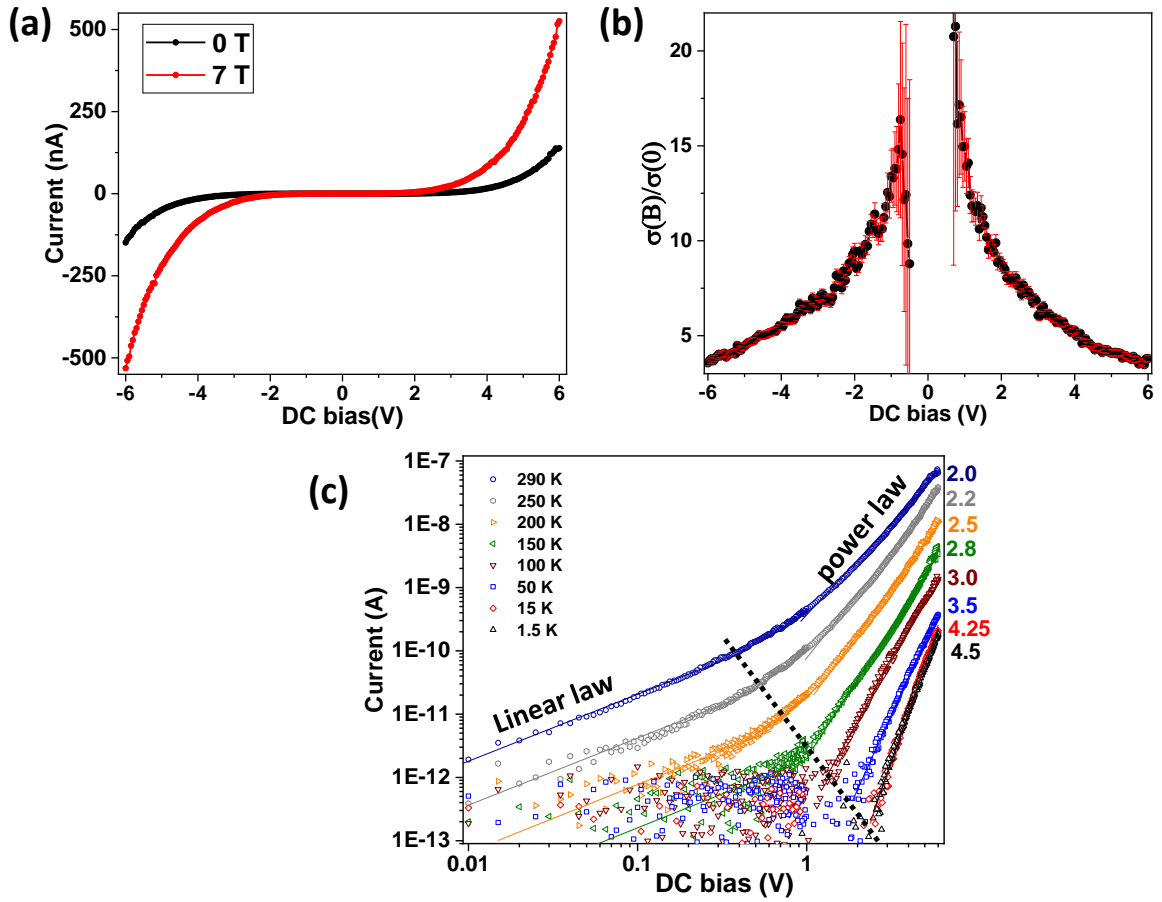 (a)
500
250
0
-250
-500
Current (nA)
0 T
7 T
-6 -4 -2 0 2 4 6
DC bias(V)
(b)
20
15
10
5
σ(B)/σ(0)
-6 -4 -2 0 2 4 6
DC bias (V)
(c)
1E-7
1E-8
1E-9
1E-10
1E-11
1E-12
1E-13
Current (A)
290 K
250 K
200 K
150 K
100 K
50 K
15 K
1.5 K
Linear law
power law
2.0
2.2
2.5
2.8
3.0
3.5
4.25
4.5
0.01 0.1 1
DC bias (V)